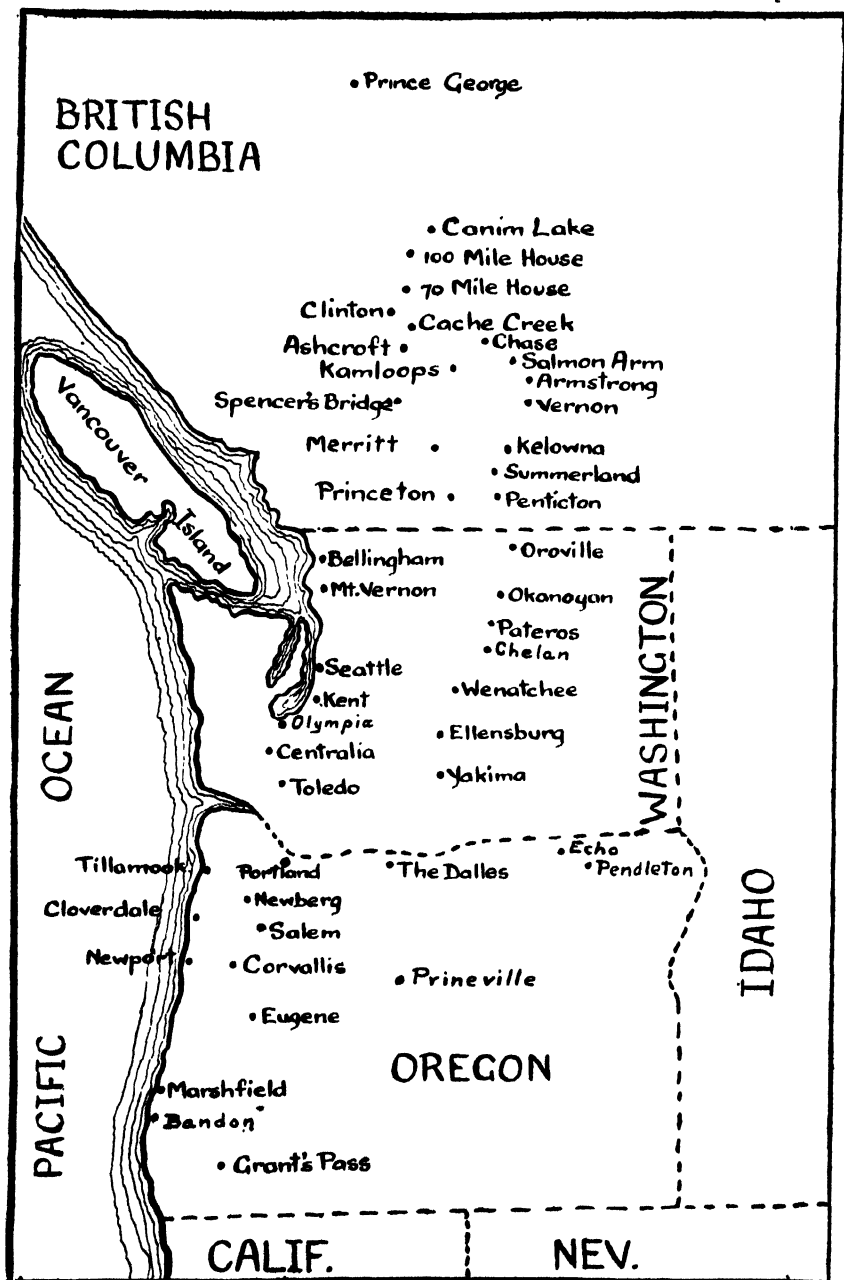 Prince George
BRITISH
COLUMBIA
Canim Lake
100 Mile House
70 Mile House
Clinton
Cache Creek
Chase
Ashcroft
Salmon Arm
Kamloops
Armstrong
Spencer's Bridge
Vernon
Vancouver
Island
Merritt
Kelowna
Summerland
Princeton
Penticton
Bellingham
Oroville
Mt. Vernon
Okanoyan
Pateros
Chelan
Seattle
Wenatchee
Kent
Olympia
Ellensburg
Centralia
Yakima
Toledo
WASHINGTON
OCEAN
Echo
Tillamook
Portland
The Dalles
Pendleton
Newberg
Cloverdale
Salem
Newport
Corvallis
Prineville
IDAHO
Eugene
OREGON
PACIFIC
Marshfield
Bandon
Grant's Pass
CALIF.
NEV.